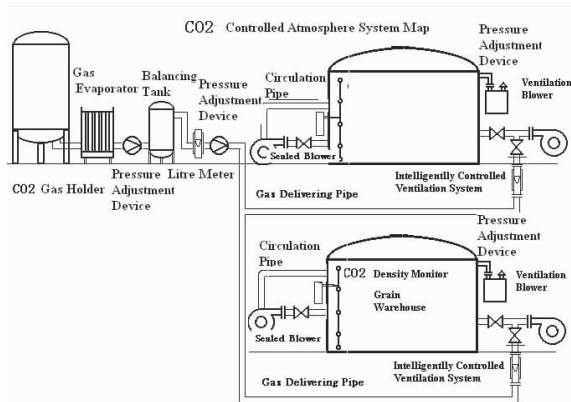 CO2 Controlled Atmosphere System Map
Pressure
Adjustment
Device
Gas
Evaporator
Balancing
Tank
Pressure
Adjustment
Device
Circulation
Pipe
Ventilation
Blower
Sealed Blower
CO2 Gas Holder
Pressure
Adjustment
Device
Litre Meter
Gas Delivering Pipe
Intelligently Controlled
Ventilation System
Pressure
Adjustment
Device
Circulation
Pipe
CO2 Density Monitor
Grain
Warehouse
Ventilation
Blower
Sealed Blower
Gas Delivering Pipe
Intelligentlly Controlled
Ventilation System